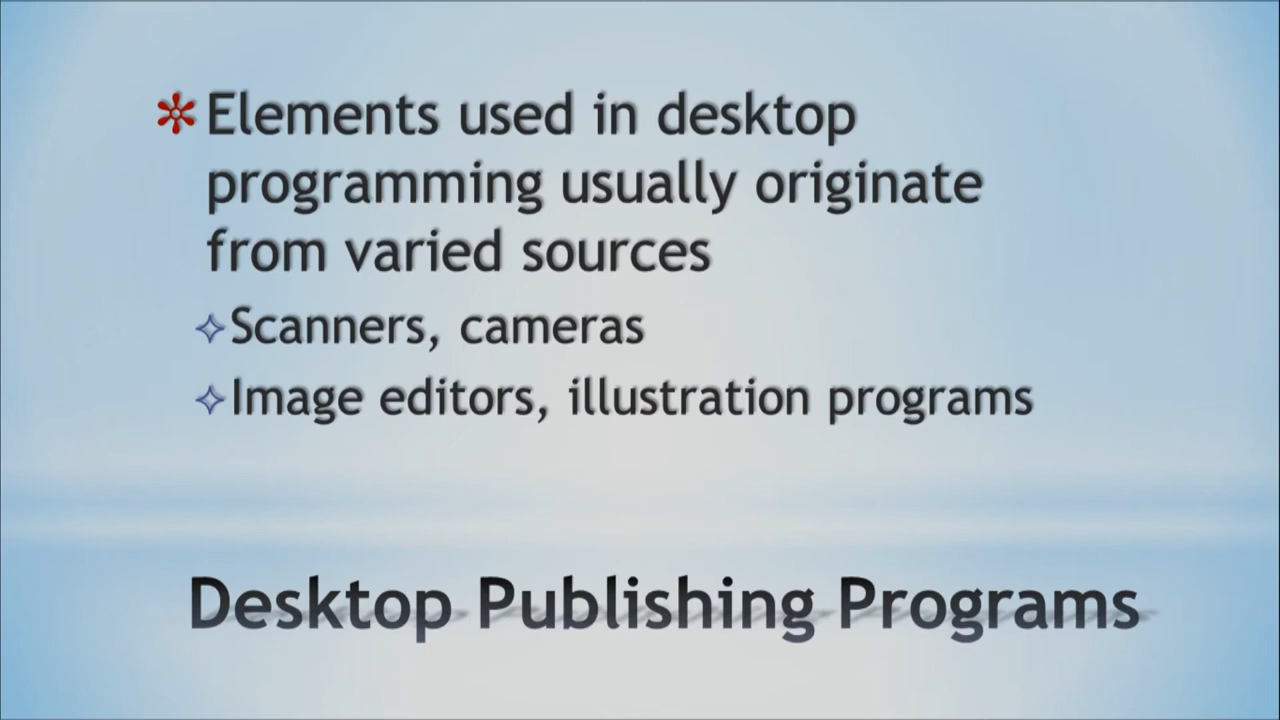 Elements used in desktop
programming usually originate
from varied sources
Scanners, cameras
Image editors, illustration programs
Desktop Publishing Programs